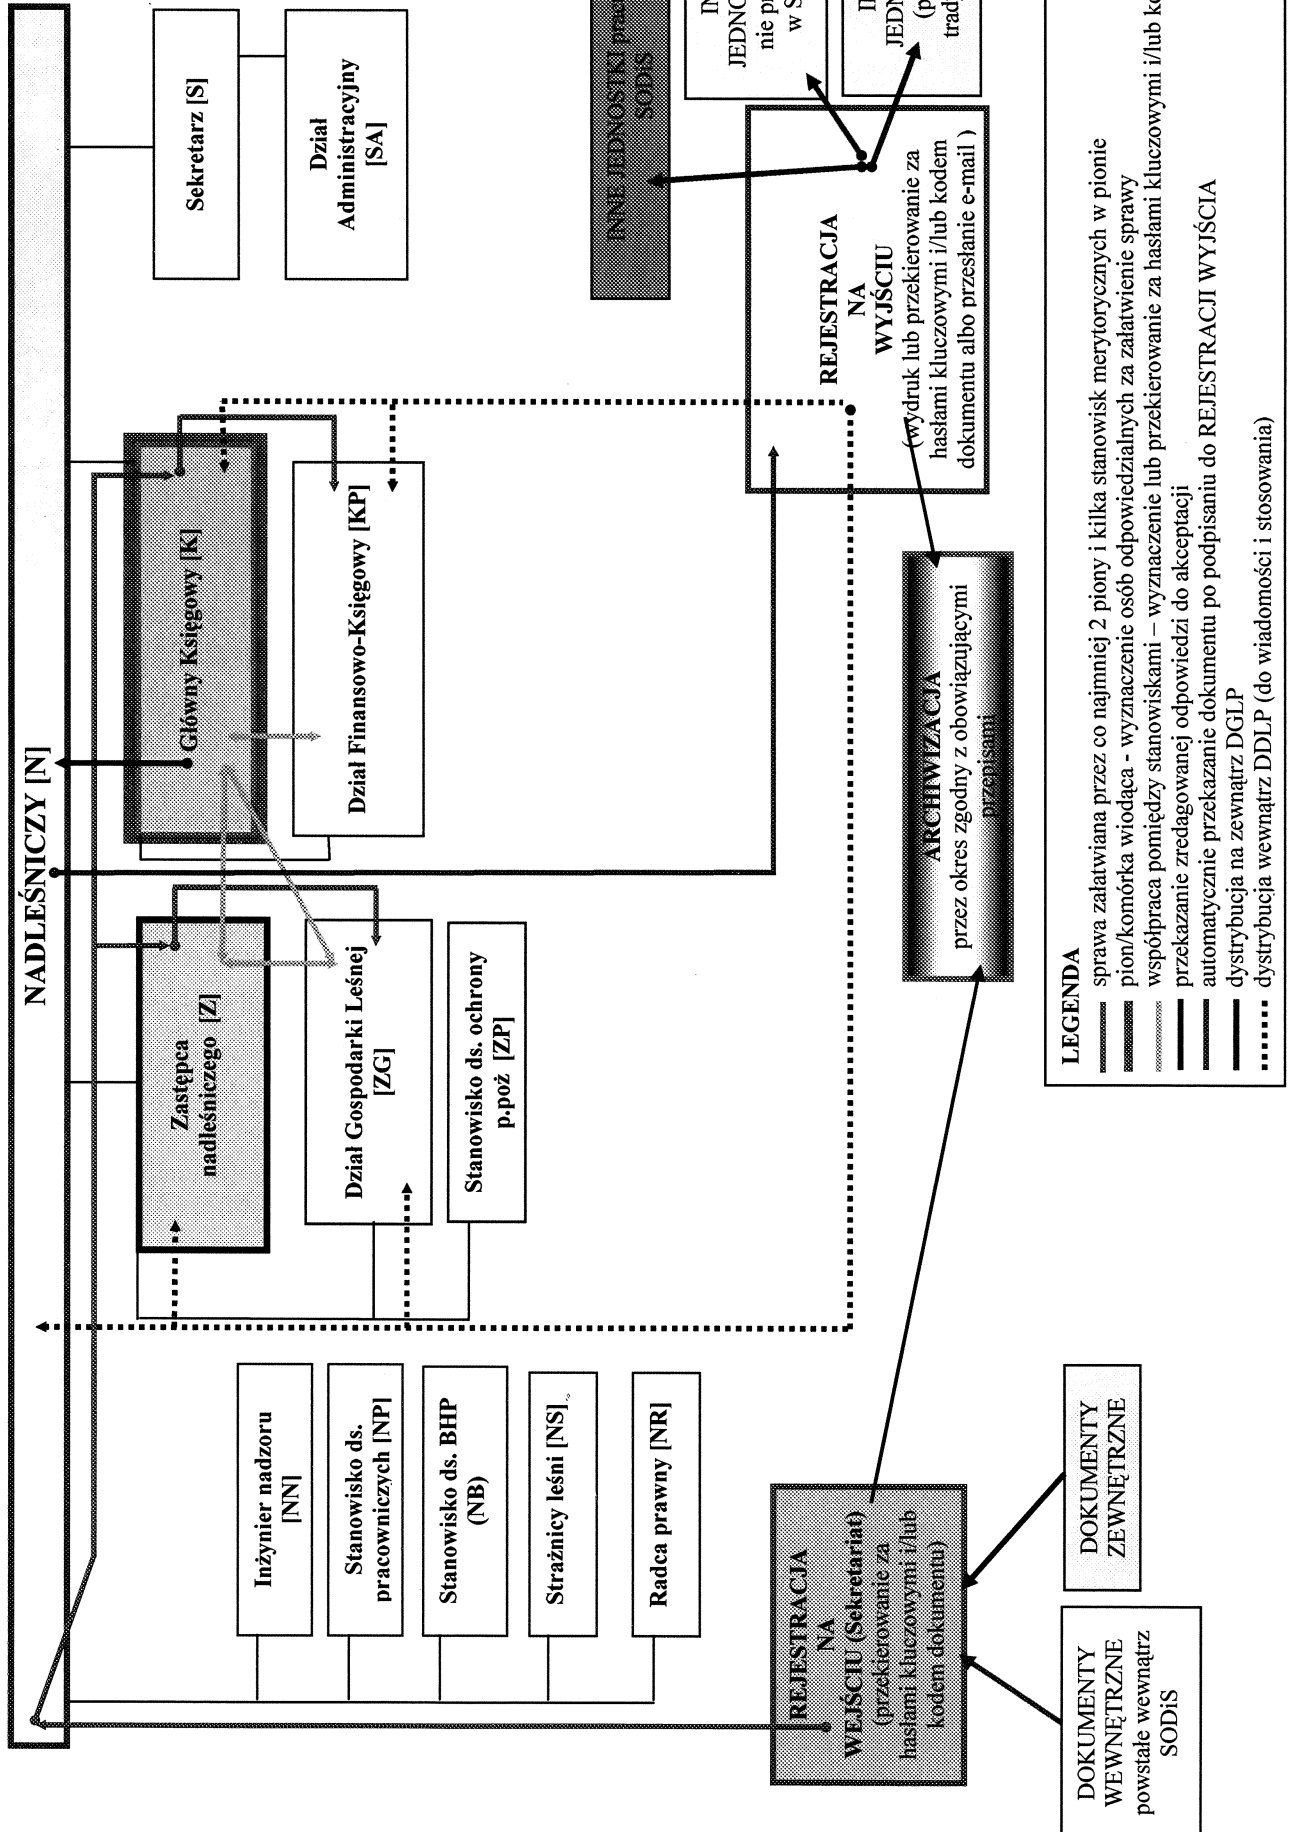 NADLEŚNICZY [N]
Inżynier nadzoru
[NN]
Stanowisko ds.
pracowniczych [NP]
Stanowisko ds. BHP
(NB)
Strażnicy leśni [NS]
Radca prawny [NR]
Zastępca
nadleśniczego [Z]
Dział Gospodarki Leśnej
[ZG]
Stanowisko ds. ochrony
p.poż [ZP]
Główny Księgowy [K]
Dział Finansowo-Księgowy [KP]
Sekretarz [S]
Dział
Administracyjny
[SA]
REJESTRACJA
NA
WEJŚCIU (Sekretariat)
(przekierowanie za
hasłami kluczowymi i/lub
kodem dokumentu)
DOKUMENTY
WEWNĘTRZNE
powstałe wewnątrz
SODiS
DOKUMENTY
ZEWNĘTRZNE
ARCHIWIZACJA
przez okres zgodny z obowiązującymi
przepisami
REJESTRACJA
NA
WYJŚCIU
(wydruk lub przekierowanie za
hasłami kluczowymi i/lub kodem
dokumentu albo przesłanie e-mail )
INNE JEDNOSTKI
SODiS
JEDNO
nie
w S
JEDN
(p
trad
LEGENDA
sprawa załatwiana przez co najmniej 2 piony i kilka stanowisk merytorycznych w pionie
pion/komórka wiodąca - wyznaczenie osób odpowiedzialnych za załatwienie sprawy
współpraca pomiędzy stanowiskami – wyznaczenie lub przekierowanie za hasłami kluczowymi i/lub
przekazanie zredagowanej odpowiedzi do akceptacji
automatycznie przekazanie dokumentu po podpisaniu do REJESTRACJI WYJŚCIA
dystrybucja na zewnątrz DGLP
dystrybucja wewnątrz DDLP (do wiadomości i stosowania)